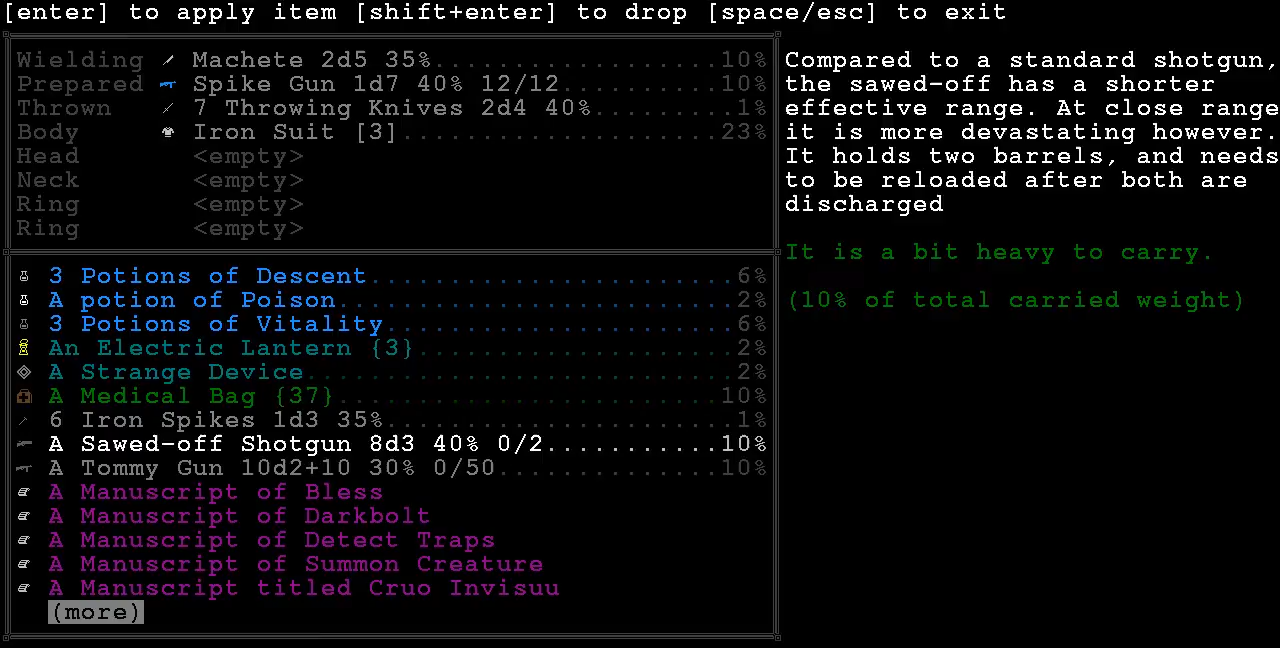 [enter] to apply item [shift+enter] to drop [space/esc] to exit
Wielding Machete 2d5 35%....................10%
Prepared Spike Gun 1d7 40% 12/12..........10%
Thrown 7 Throwing Knives 2d4 40%.........1%
Body Iron Suit [3]....................23%
Head <empty>
Neck <empty>
Ring <empty>
Ring <empty>
3 Potions of Descent.......................6%
A potion of Poison.........................2%
3 Potions of Vitality......................6%
An Electric Lantern {3}....................2%
A Strange Device...........................2%
A Medical Bag {37}........................10%
6 Iron Spikes 1d3 35%......................1%
A Sawed-off Shotgun 8d3 40% 0/2...........10%
A Tommy Gun 10d2+10 30% 0/50..............10%
A Manuscript of Bless
A Manuscript of Darkbolt
A Manuscript of Detect Traps
A Manuscript of Summon Creature
A Manuscript titled Cruo Invisuu
(more)
Compared to a standard shotgun,
the sawed-off has a shorter
effective range. At close range
it is more devastating however.
It holds two barrels, and needs
to be reloaded after both are
discharged
It is a bit heavy to carry.
(10% of total carried weight)